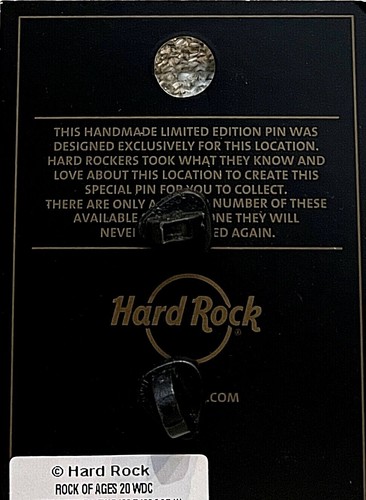 THIS HANDMADE LIMITED EDITION PIN WAS
DESIGNED EXCLUSIVELY FOR THIS LOCATION.
HARD ROCKERS TOOK WHAT THEY KNOW AND
LOVE ABOUT THIS LOCATION TO CREATE THIS
SPECIAL PIN FOR YOU TO COLLECT.
THERE ARE ONLY A NUMBER OF THESE
AVAILABLE ONE THEY WILL
NEVE ED AGAIN.
Hard Rock
®
.COM
© Hard Rock
ROCK OF AGES 20 WDC